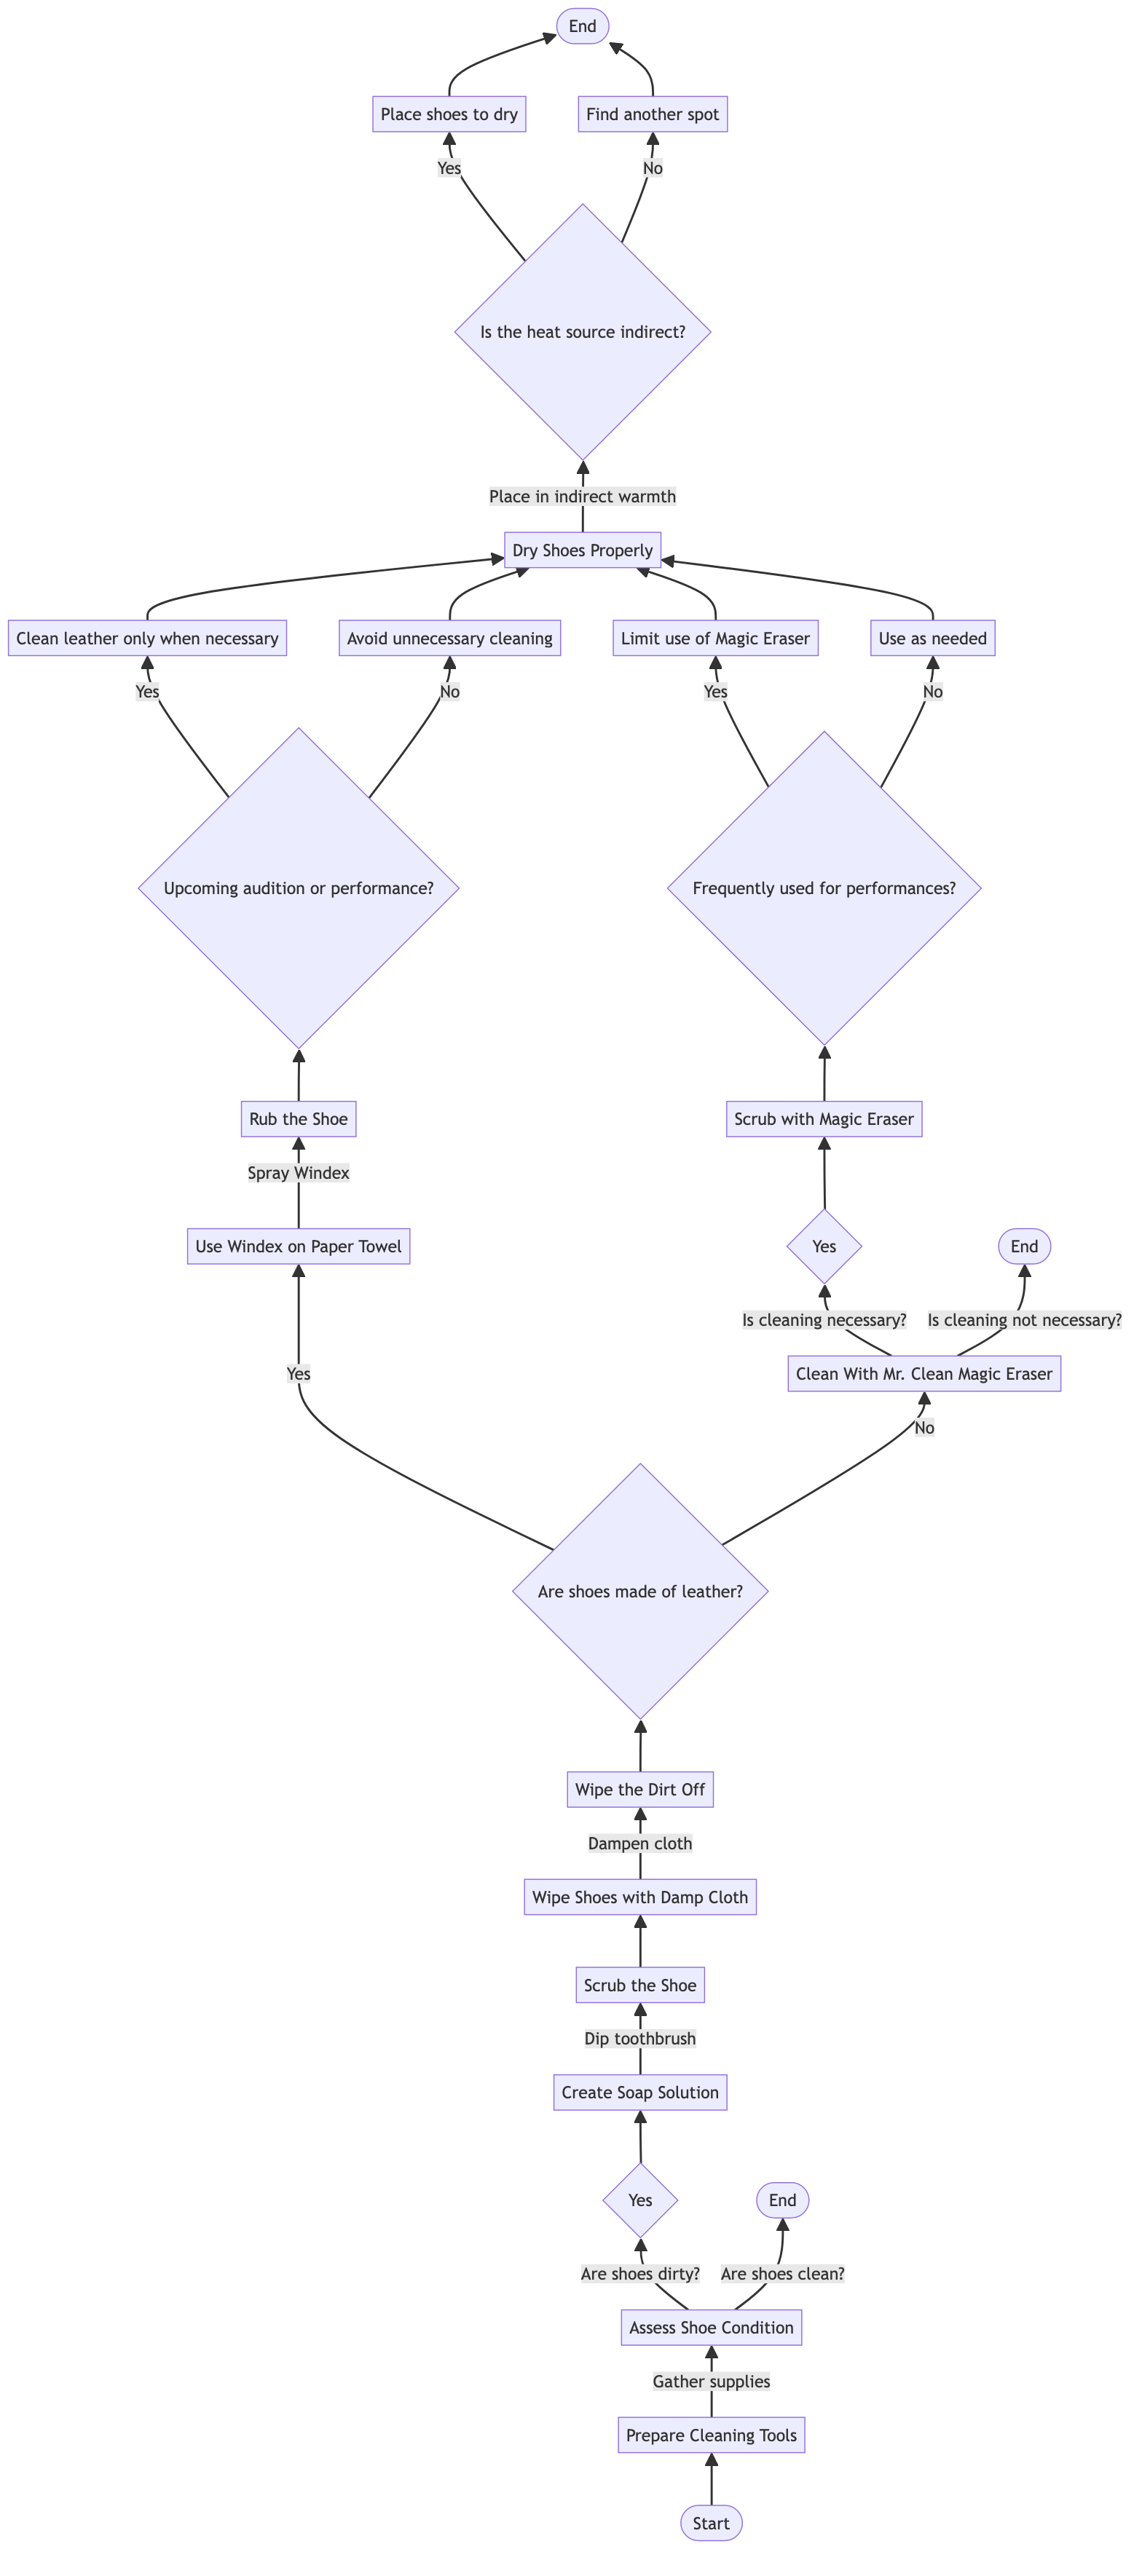 End
Place shoes to dry
Find another spot
Yes
No
Is the heat source indirect?
Place in indirect warmth
Dry Shoes Properly
Clean leather only when necessary
Avoid unnecessary cleaning
Limit use of Magic Eraser
Use as needed
Yes
No
Yes
No
Upcoming audition or performance?
Frequently used for performances?
Rub the Shoe
Scrub with Magic Eraser
Spray Windex
Use Windex on Paper Towel
Yes
End
Is cleaning necessary?
Is cleaning not necessary?
Yes
Clean With Mr. Clean Magic Eraser
No
Are shoes made of leather?
Wipe the Dirt Off
Dampen cloth
Wipe Shoes with Damp Cloth
Scrub the Shoe
Dip toothbrush
Create Soap Solution
Yes
End
Are shoes dirty?
Are shoes clean?
Assess Shoe Condition
Gather supplies
Prepare Cleaning Tools
Start